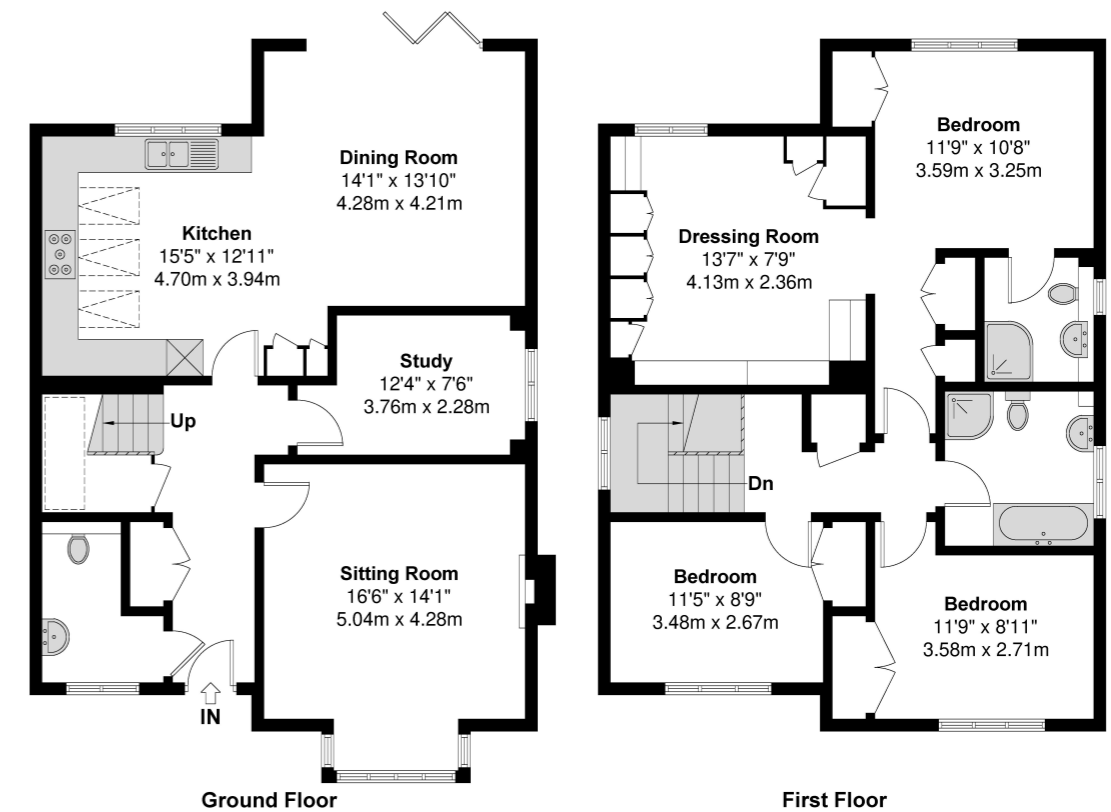 Dining Room
14'1" x 13'10"
4.28m x 4.21m
Kitchen
15'5" x 12'11"
4.70m x 3.94m
Study
12'4" x 7'6"
3.76m x 2.28m
Up
Sitting Room
16'6" x 14'1"
5.04m x 4.28m
IN
Ground Floor
Bedroom
11'9" x 10'8"
3.59m x 3.25m
Dressing Room
13'7" x 7'9"
4.13m x 2.36m
Dn
Bedroom
11'5" x 8'9"
3.48m x 2.67m
Bedroom
11'9" x 8'11"
3.58m x 2.71m
First Floor